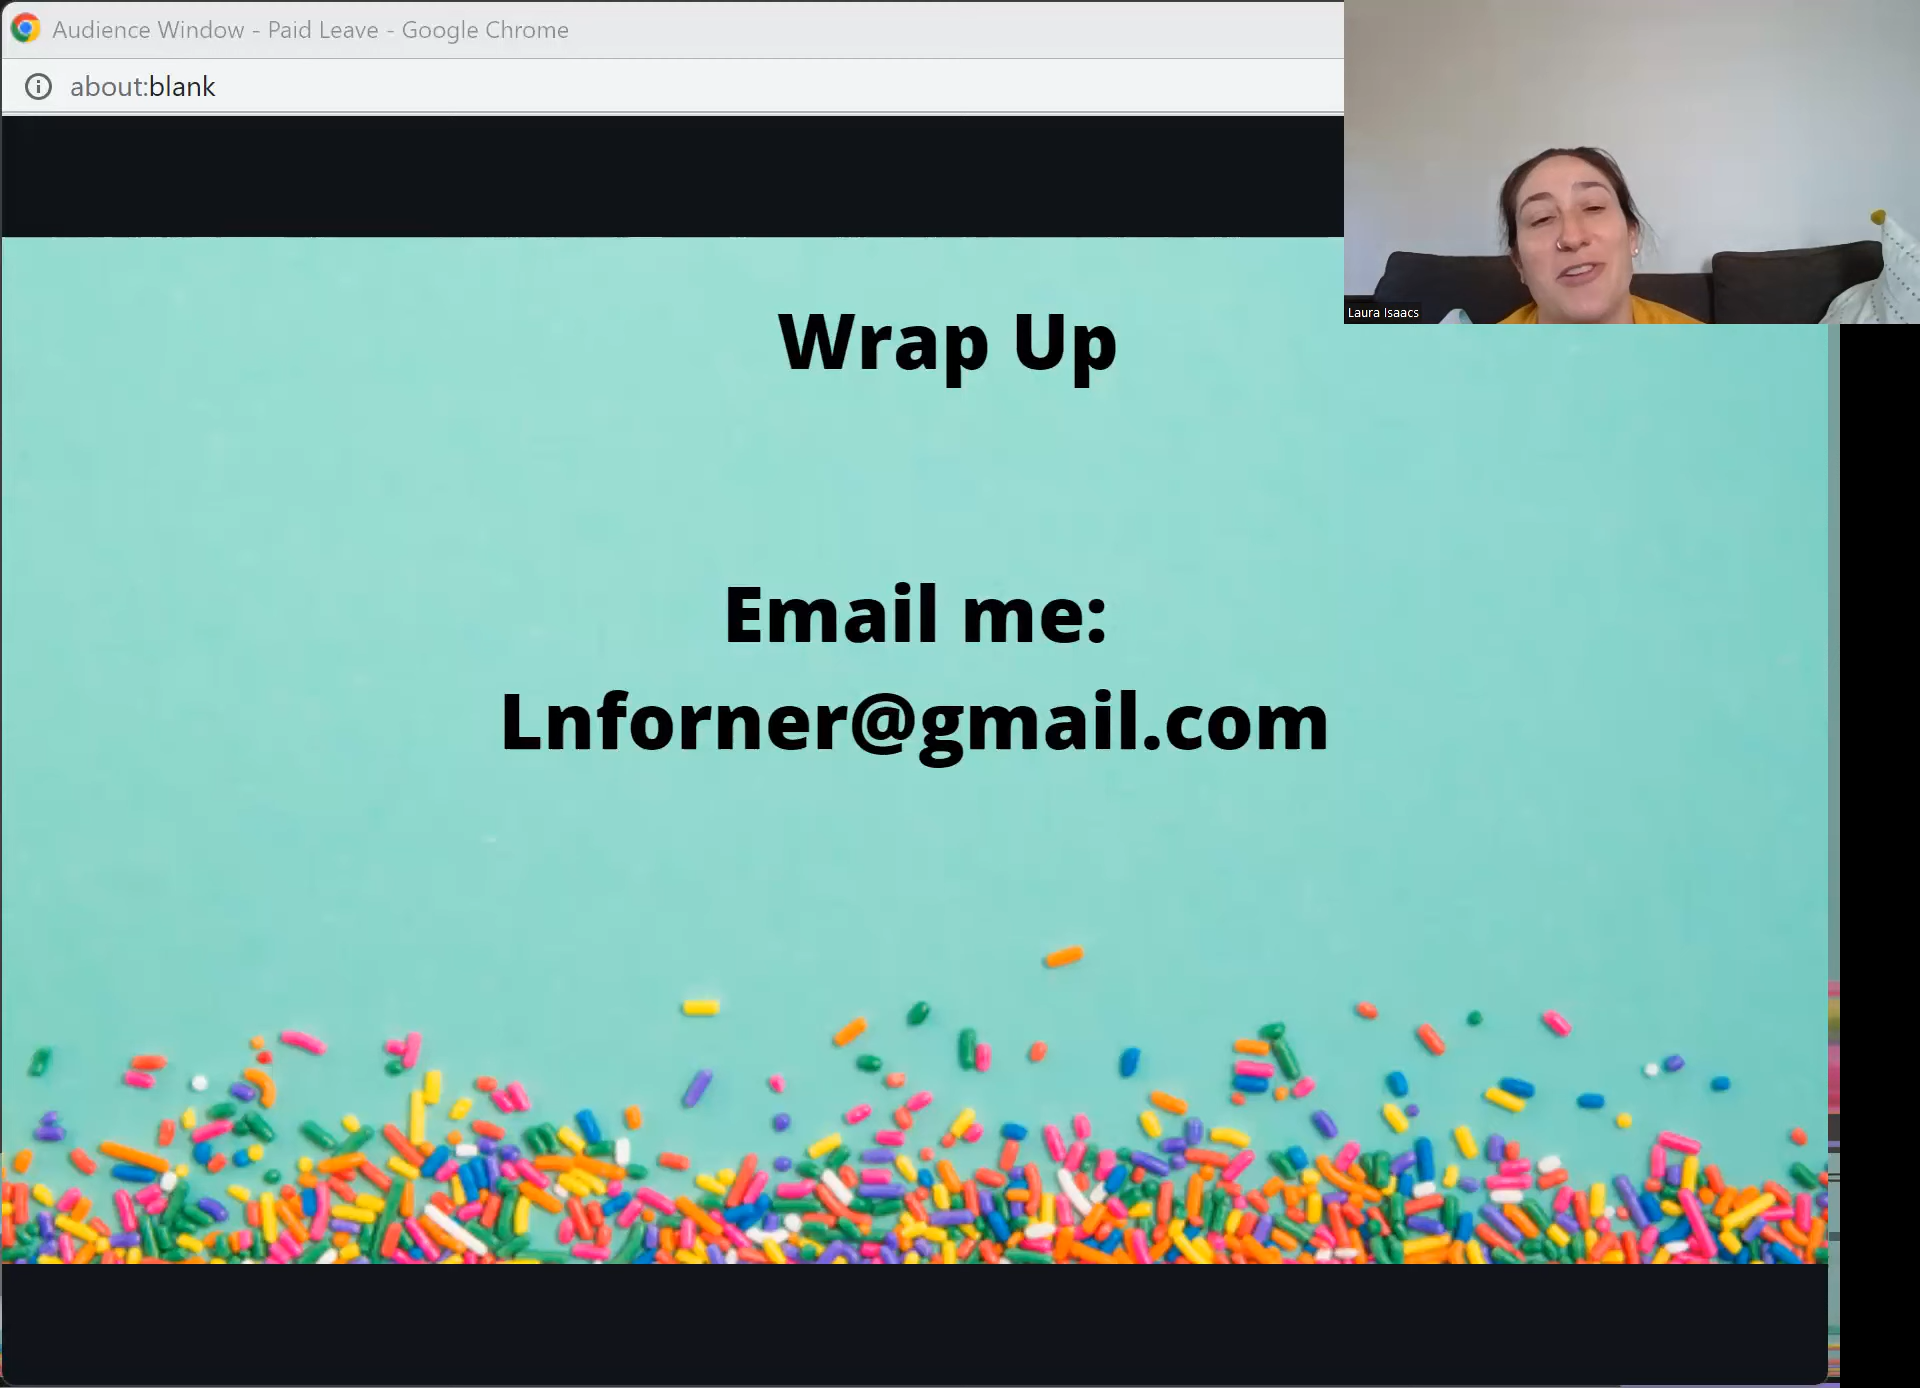 Audience Window - Paid Leave - Google Chrome
about:blank
Laura Isaacs
Wrap Up
Email me:
Lnforner@gmail.com